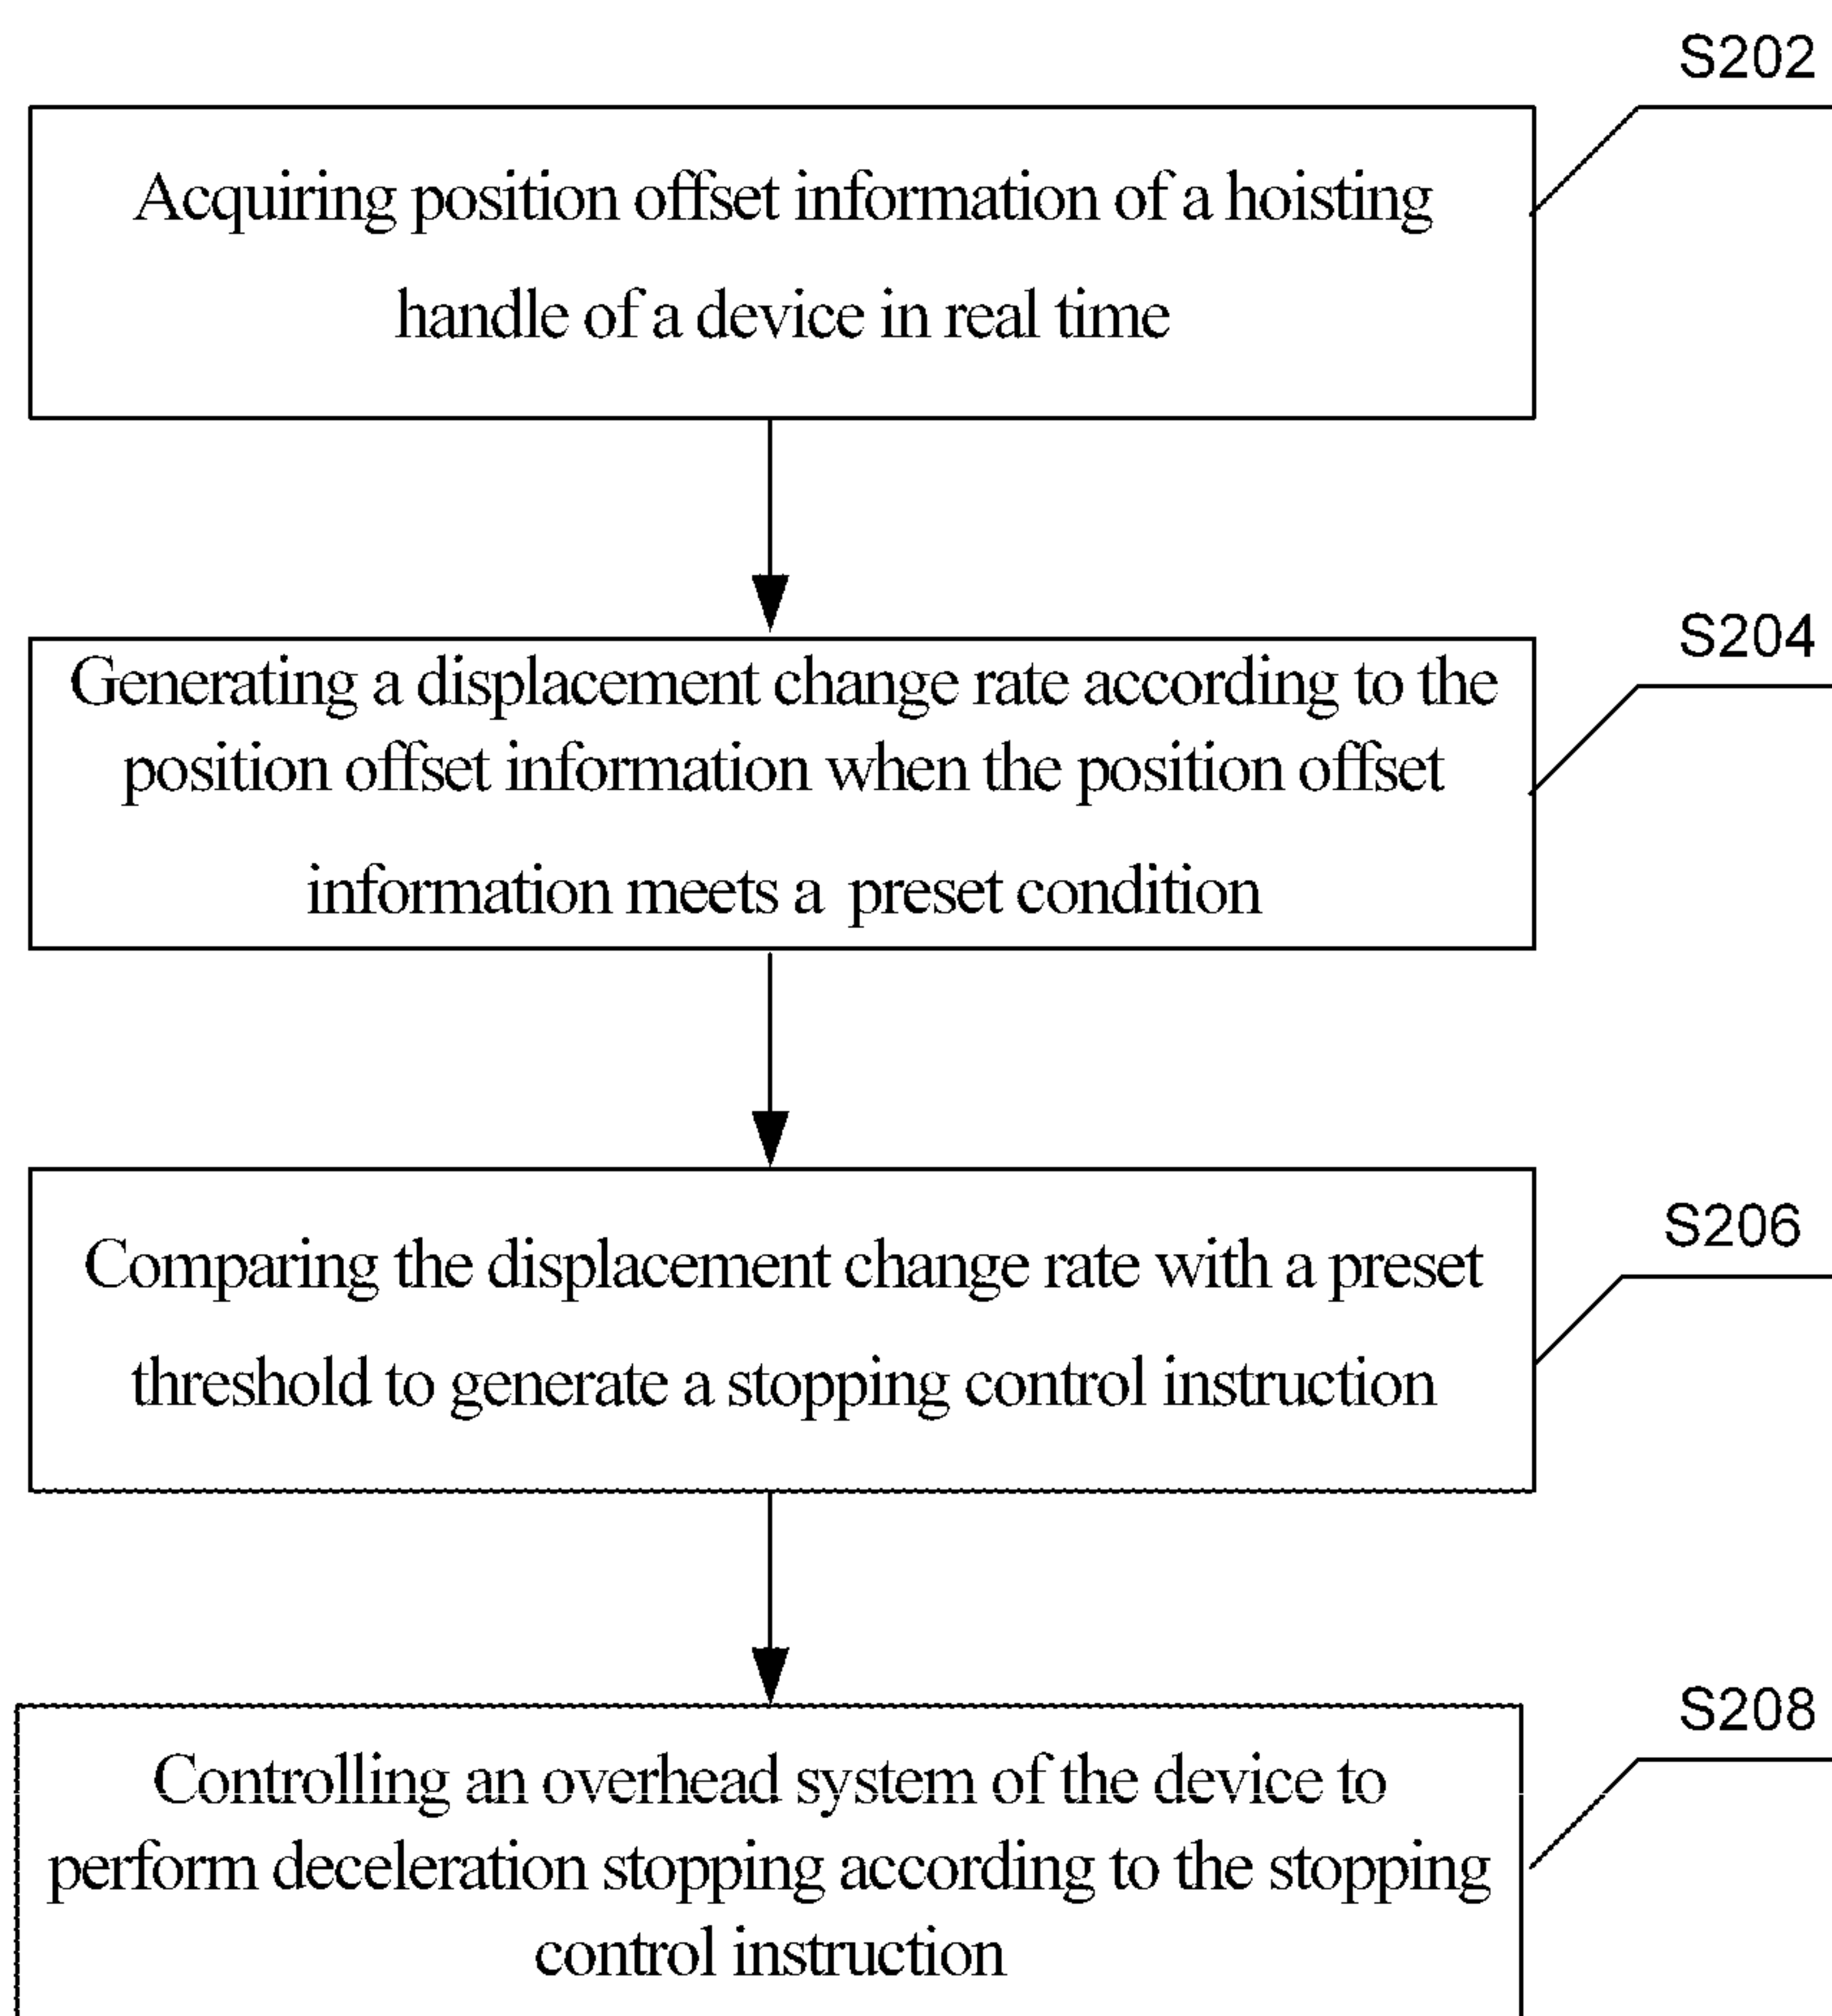 S202
Acquiring position offset information of a hoisting
handle of a device in real time
S204
Generating a displacement change rate according to the
position offset information when the position offset
information meets a preset condition
S206
Comparing the displacement change rate with a preset
threshold to generate a stopping control instruction
S208
Controlling an overhead system of the device to
perform deceleration stopping according to the stopping
control instruction